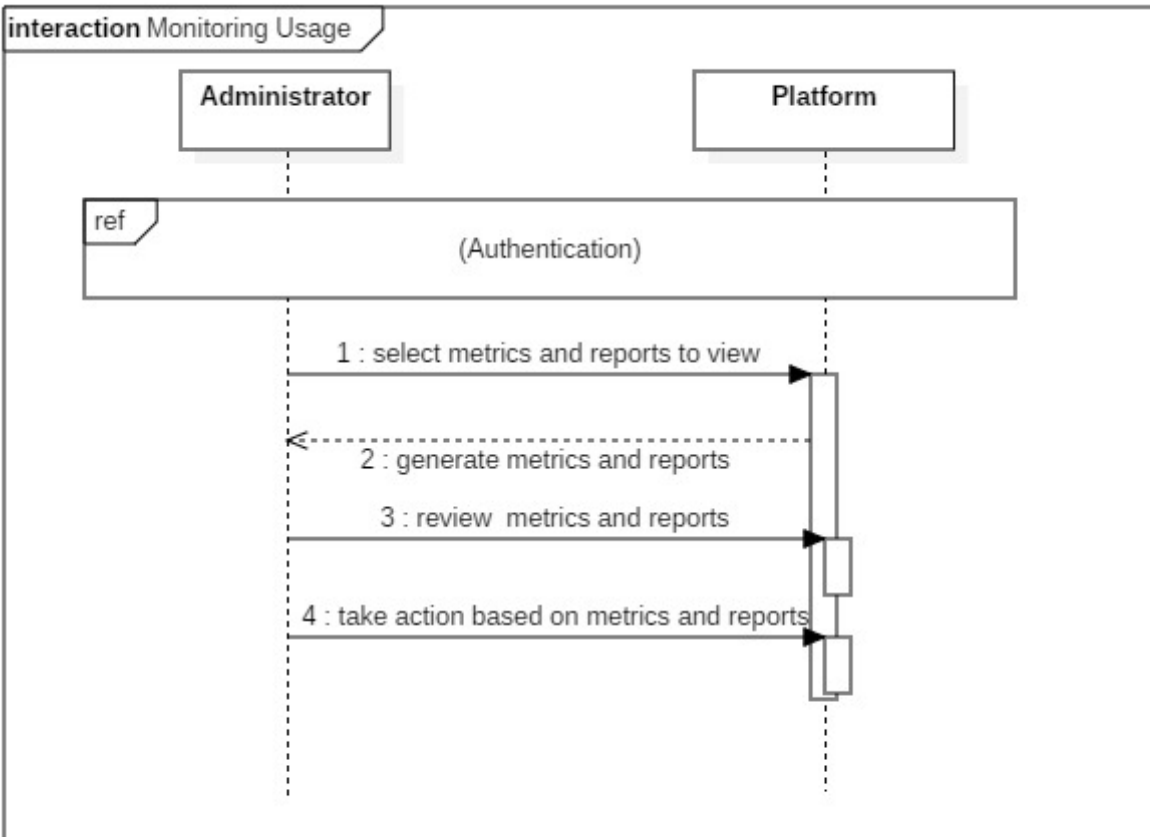 interaction Monitoring Usage
Administrator
Platform
ref
(Authentication)
1 : select metrics and reports to view
2 : generate metrics and reports
3 : review  metrics and reports
4 : take action based on metrics and reports